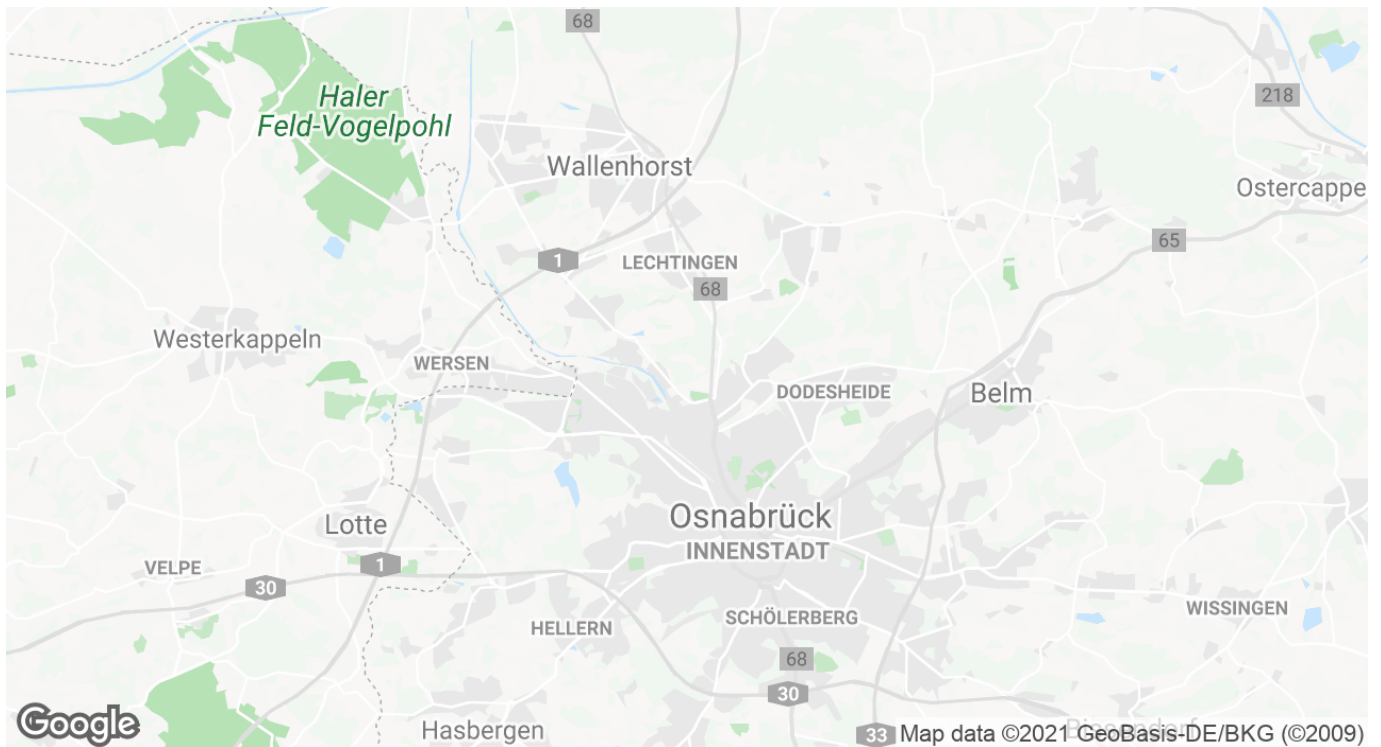 68
218
Haler
Feld-Vogelpohl
Wallenhorst
Ostercappe
65
1
LECHTINGEN
68
Westerkappeln
WERSEN
DODESHEIDE
Belm
Osnabrück
Lotte
INNENSTADT
1
VELPE
30
WISSINGEN
SCHÖLERBERG
HELLERN
68
30
Google
Hasbergen
33
Map data ©2021 GeoBasis-DE/BKG (©2009)